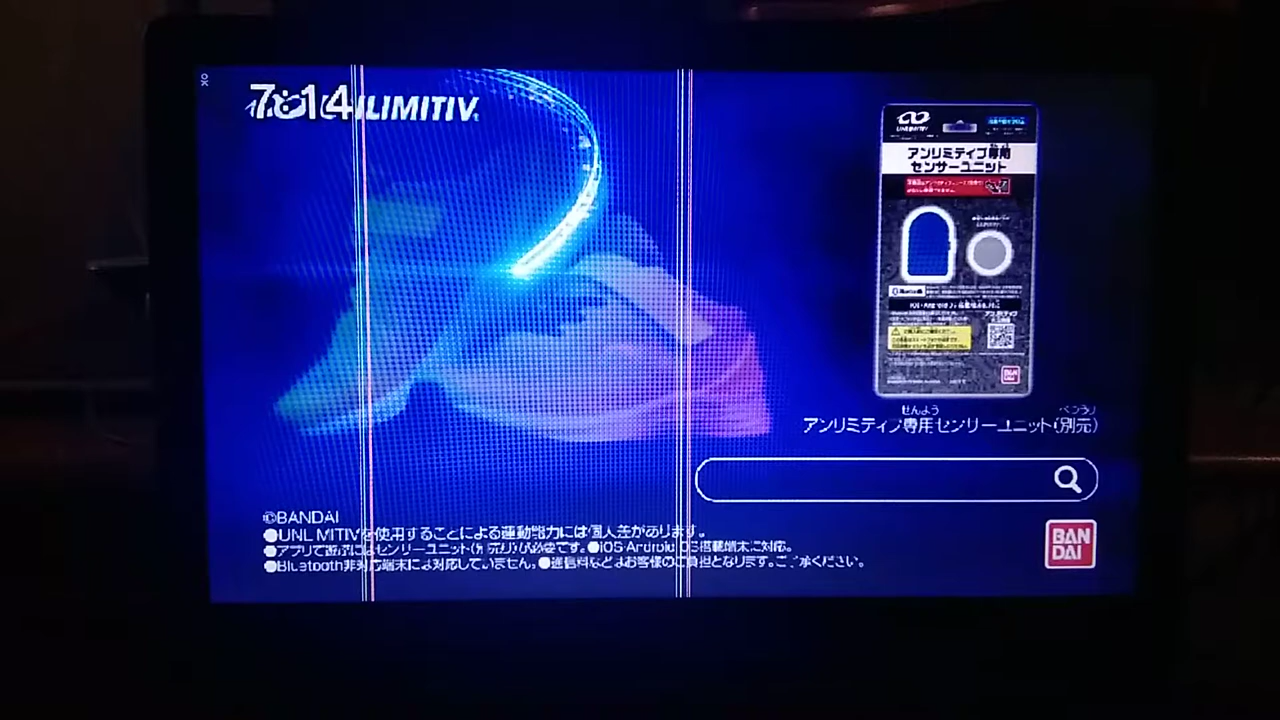 7:14
UNLIMITIV
アンリミティブ専用
センサーユニット
せんよう
べつうり
アンリミティブ専用センサーユニット(別売)
©BANDAI
●UNLIMITIVを使用することによる運動能力には個人差があります。
●アプリで遊ぶにはセンサーユニット(別売り)が必要です。●iOS・Android OS搭載端末に対応。
●Bluetooth非対応端末には対応していません。●通信料などはお客様のご負担となります。ご了承ください。
BAN
DAI